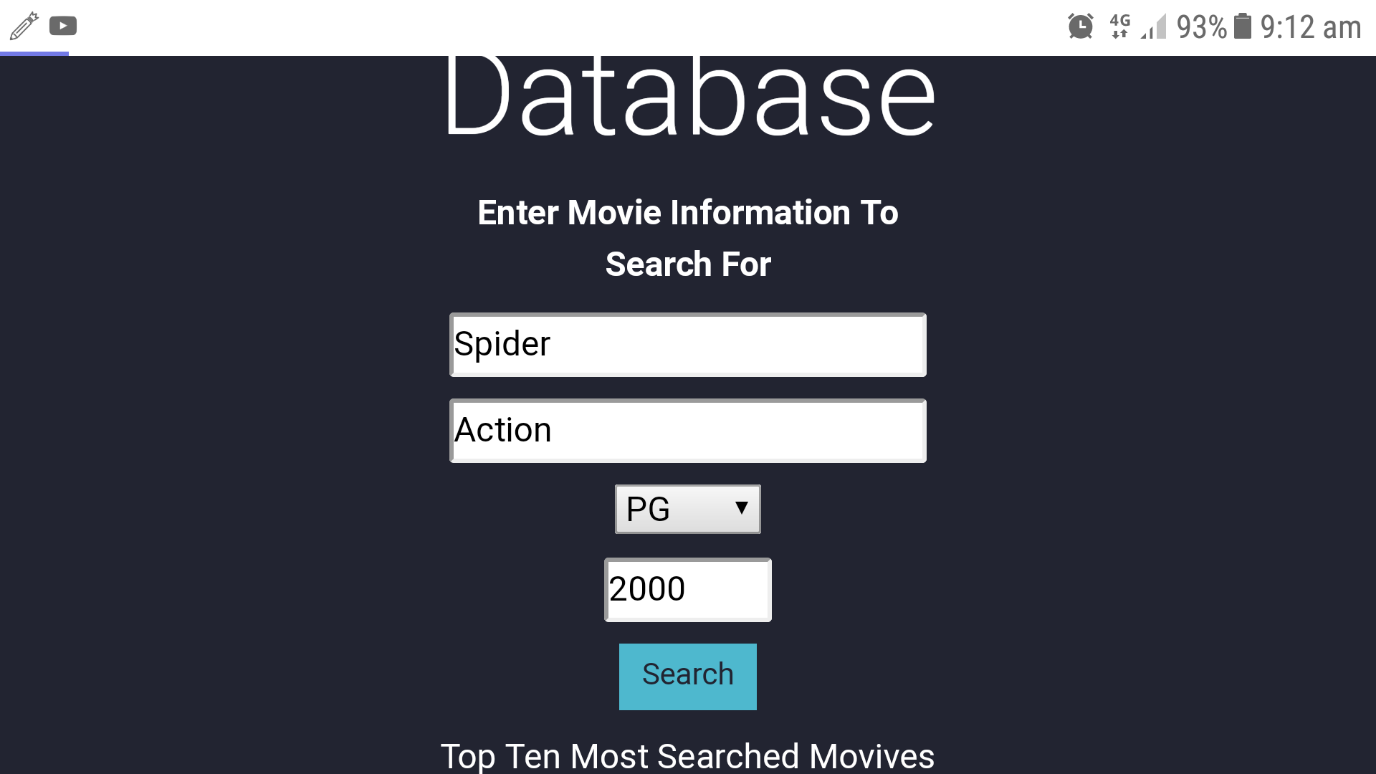 4G 93% 9:12 am
Database
Enter Movie Information To
Search For
Spider
Action
PG
2000
Search
Top Ten Most Searched Movives